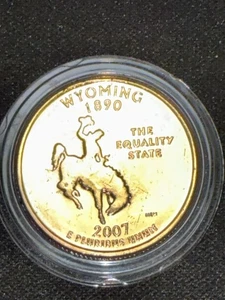 WYOMING
1890
THE
EQUALITY
STATE
2007
E PLURIBUS UNUM